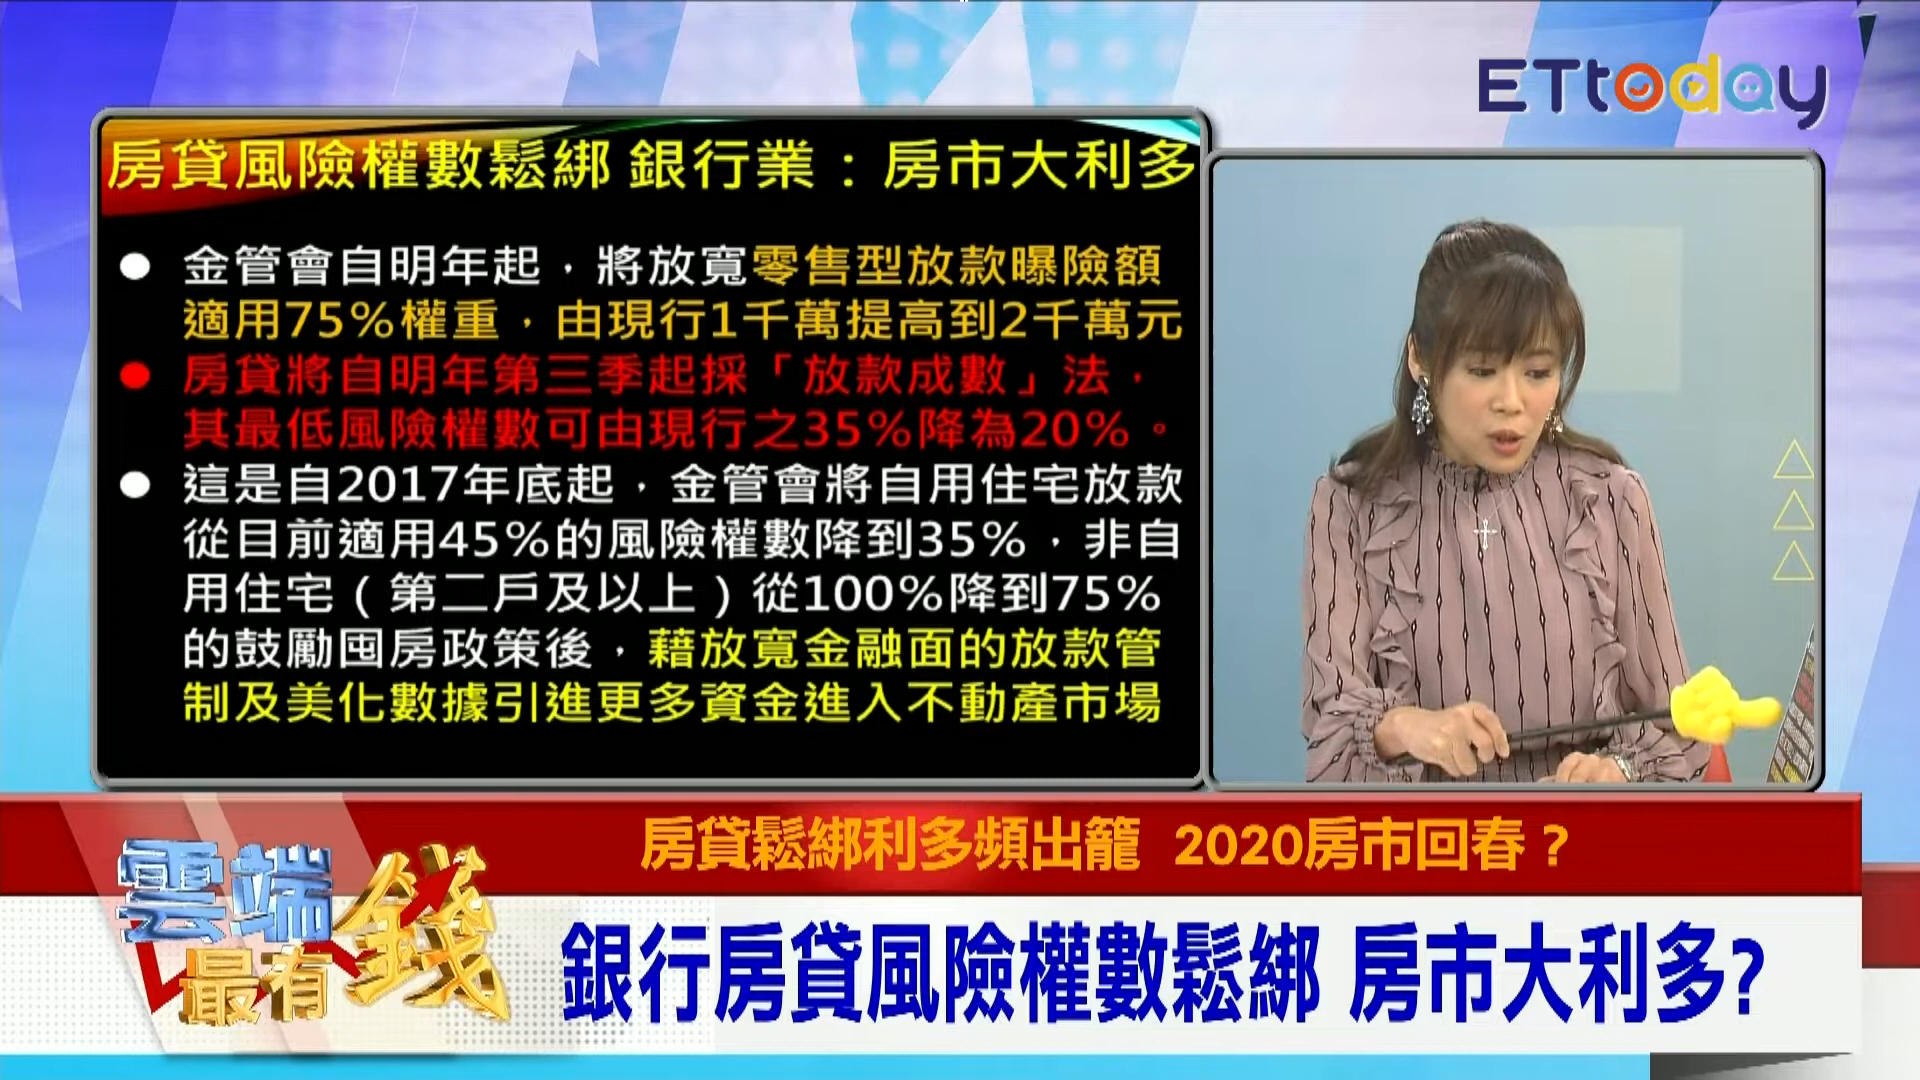 ETtoday
房貸風險權數鬆綁 銀行業：房市大利多
● 金管會自明年起，將放寬零售型放款曝險額
適用75%權重，由現行1千萬提高到2千萬元
● 房貸將自明年第三季起採「放款成數」法，
其最低風險權數可由現行之35%降為20%。
● 這是自2017年底起，金管會將自用住宅放款
從目前適用45%的風險權數降到35%，非自
用住宅（第二戶及以上）從100%降到75%
的鼓勵囤房政策後，藉放寬金融面的放款管
制及美化數據引進更多資金進入不動產市場
房貸鬆綁利多頻出籠 2020房市回春？
雲端
最有錢
銀行房貸風險權數鬆綁 房市大利多?